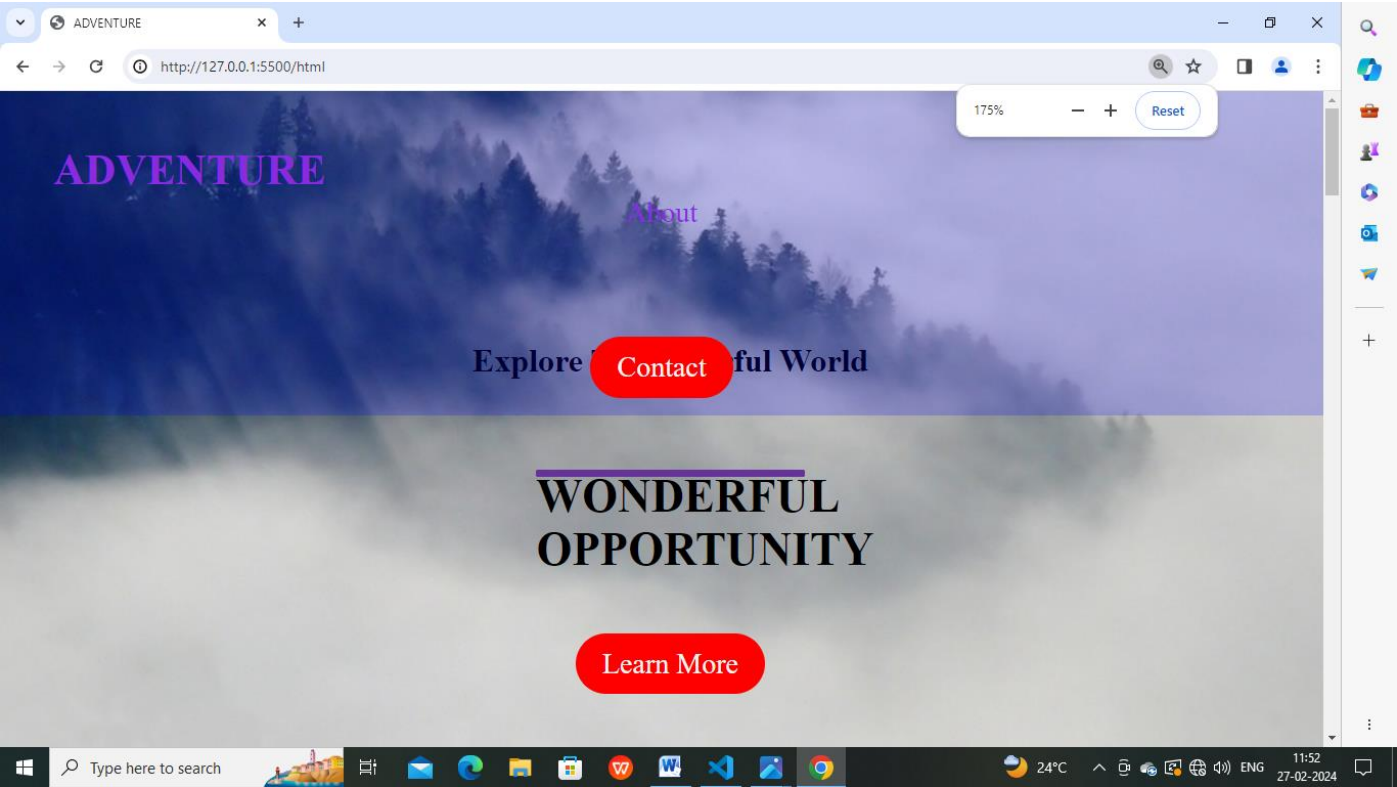 ADVENTURE
http://127.0.0.1:5500/html
175%
Reset
ADVENTURE
About
Explore
ful World
Contact
WONDERFUL
OPPORTUNITY
Learn More
Type here to search
24°C
ENG
11:52
27-02-2024